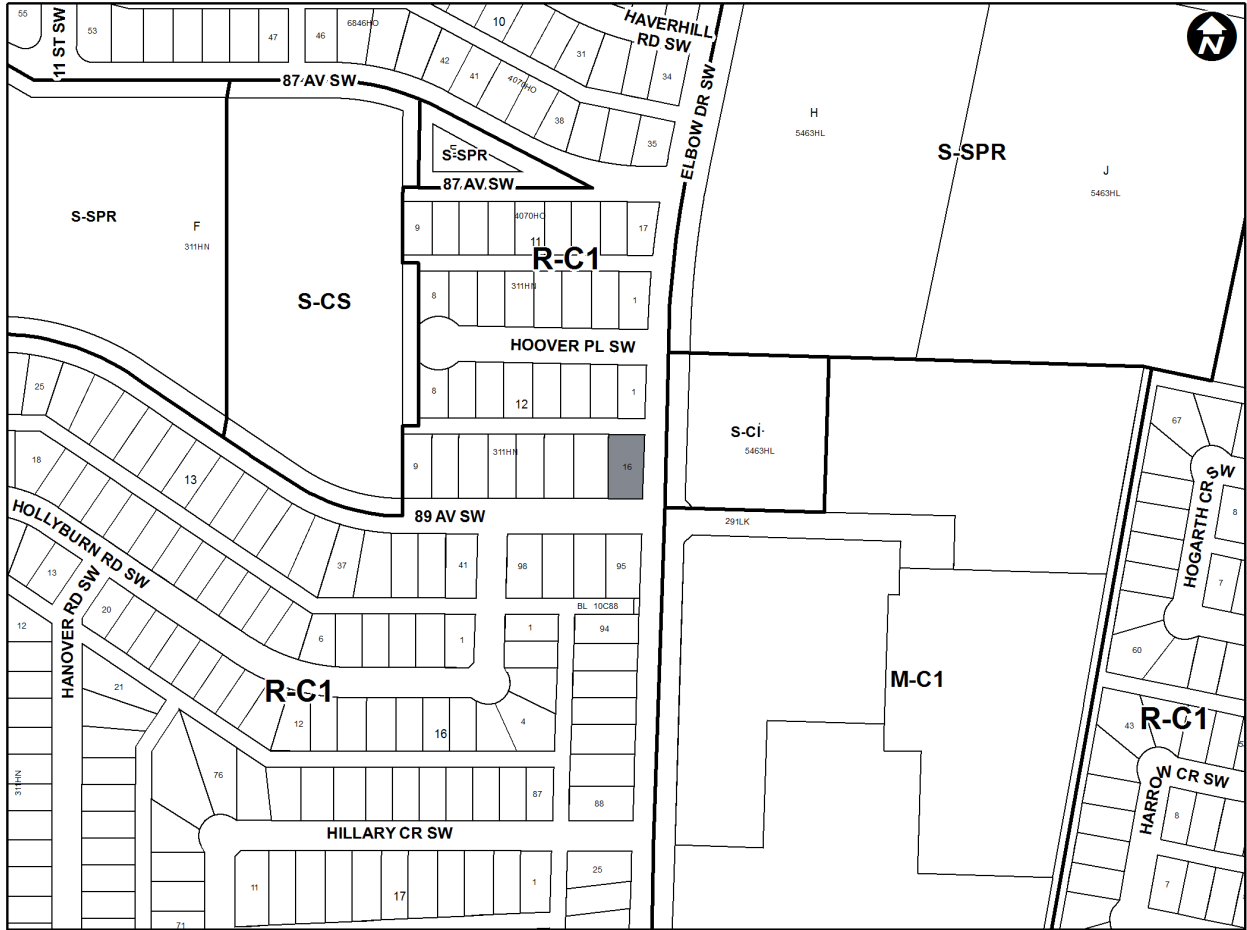 55
11 ST SW
53
47
46
6846HO
10
HAVERHILL
RD SW
31
34
N
42
41
4070HO
38
35
87 AV SW
ELBOW DR SW
H
5463HL
S-SPR
J
5463HL
S-SPR
E
87 AV SW
S-SPR
F
311HN
S-CS
9
4070HO
11
17
R-C1
8
311HN
1
HOOVER PL SW
8
12
1
9
311HN
16
S-CI
5463HL
25
18
13
89 AV SW
291LK
67
HOGARTH CR SW
8
7
60
HOLLYBURN RD SW
13
HANOVER RD SW
20
37
41
98
95
BL 10C88
12
6
1
1
94
21
R-C1
12
16
4
M-C1
43
R-C1
311HN
76
87
88
HARROW CR SW
8
HILLARY CR SW
11
17
1
25
7
71